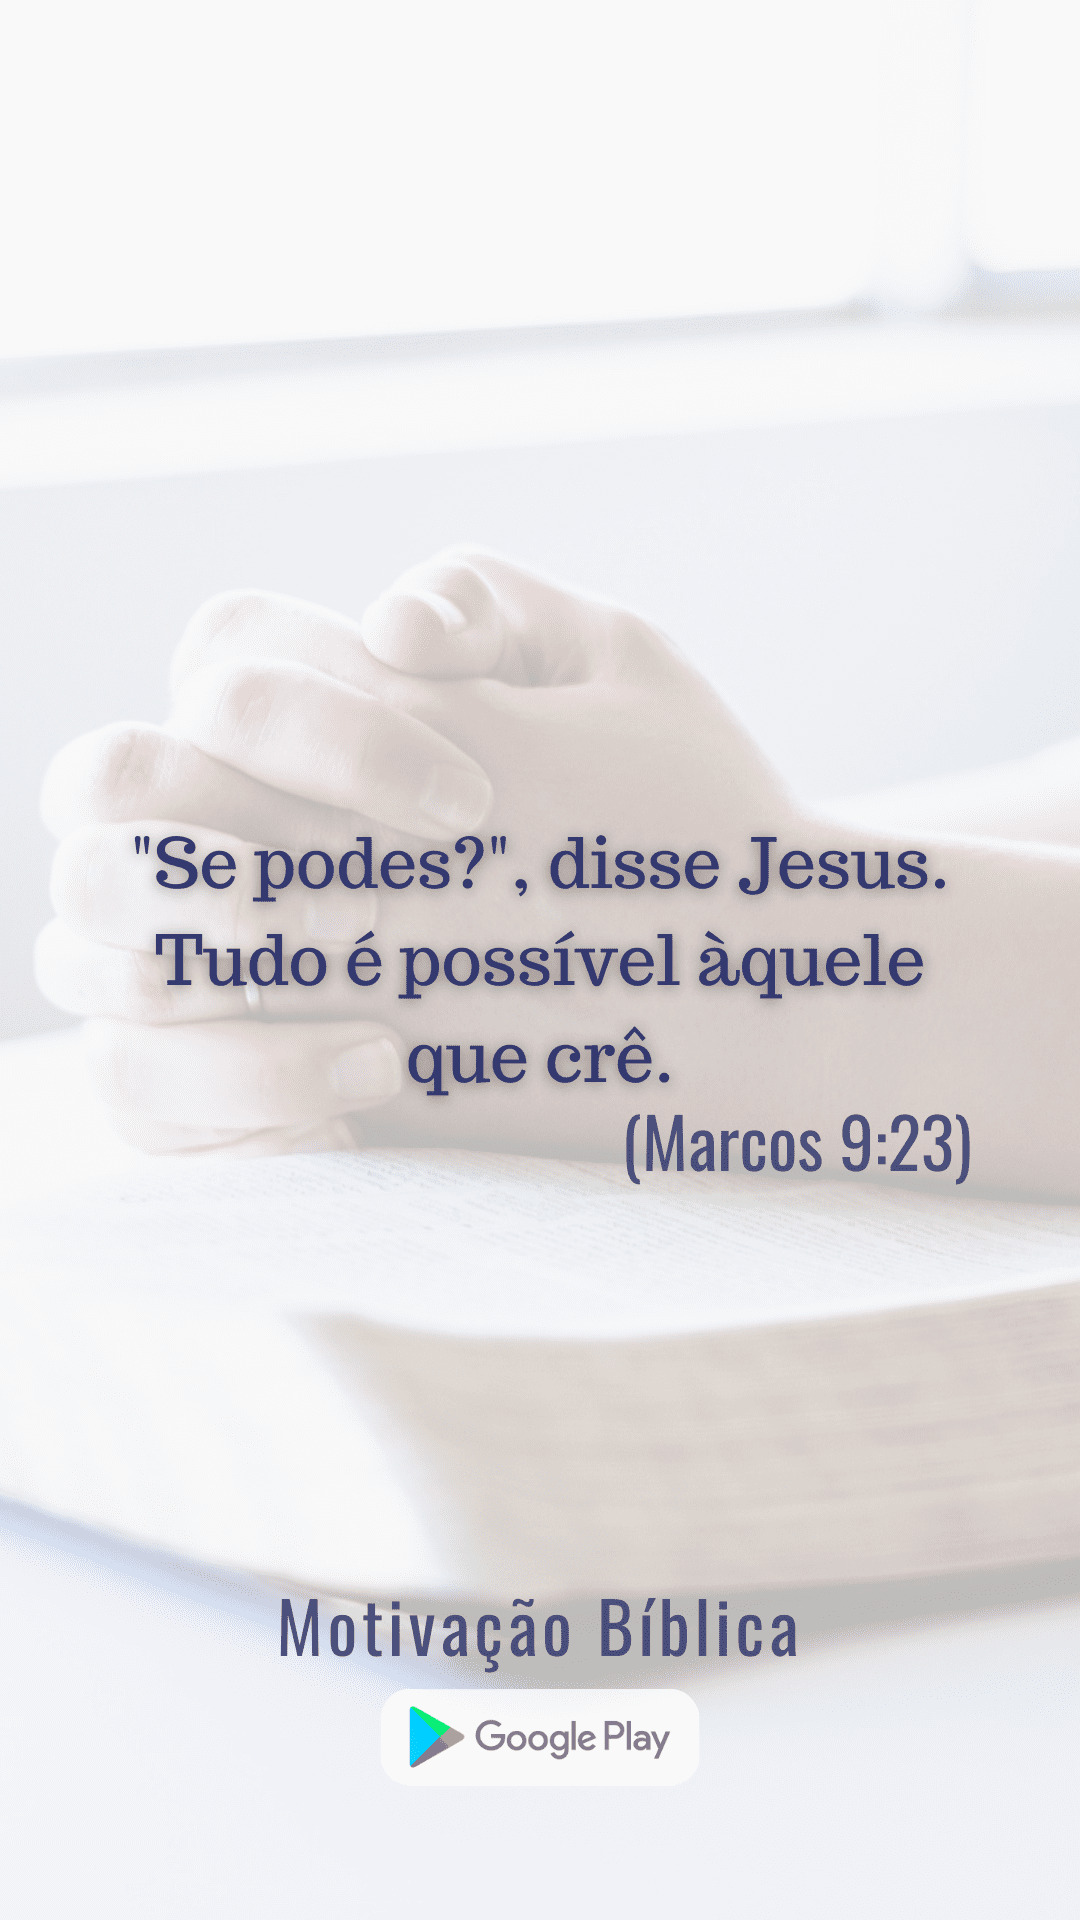 "Se podes?", disse Jesus.
Tudo é possível àquele
que crê.
(Marcos 9:23)
Motivação Bíblica
Google Play